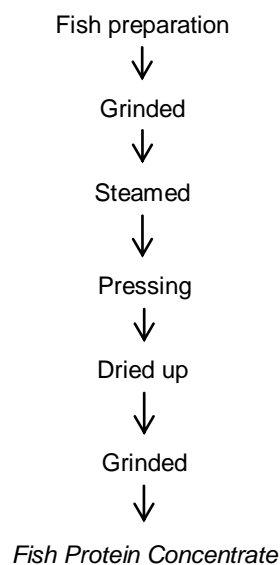 Fish preparation
Grinded
Steamed
Pressing
Dried up
Grinded
Fish Protein Concentrate